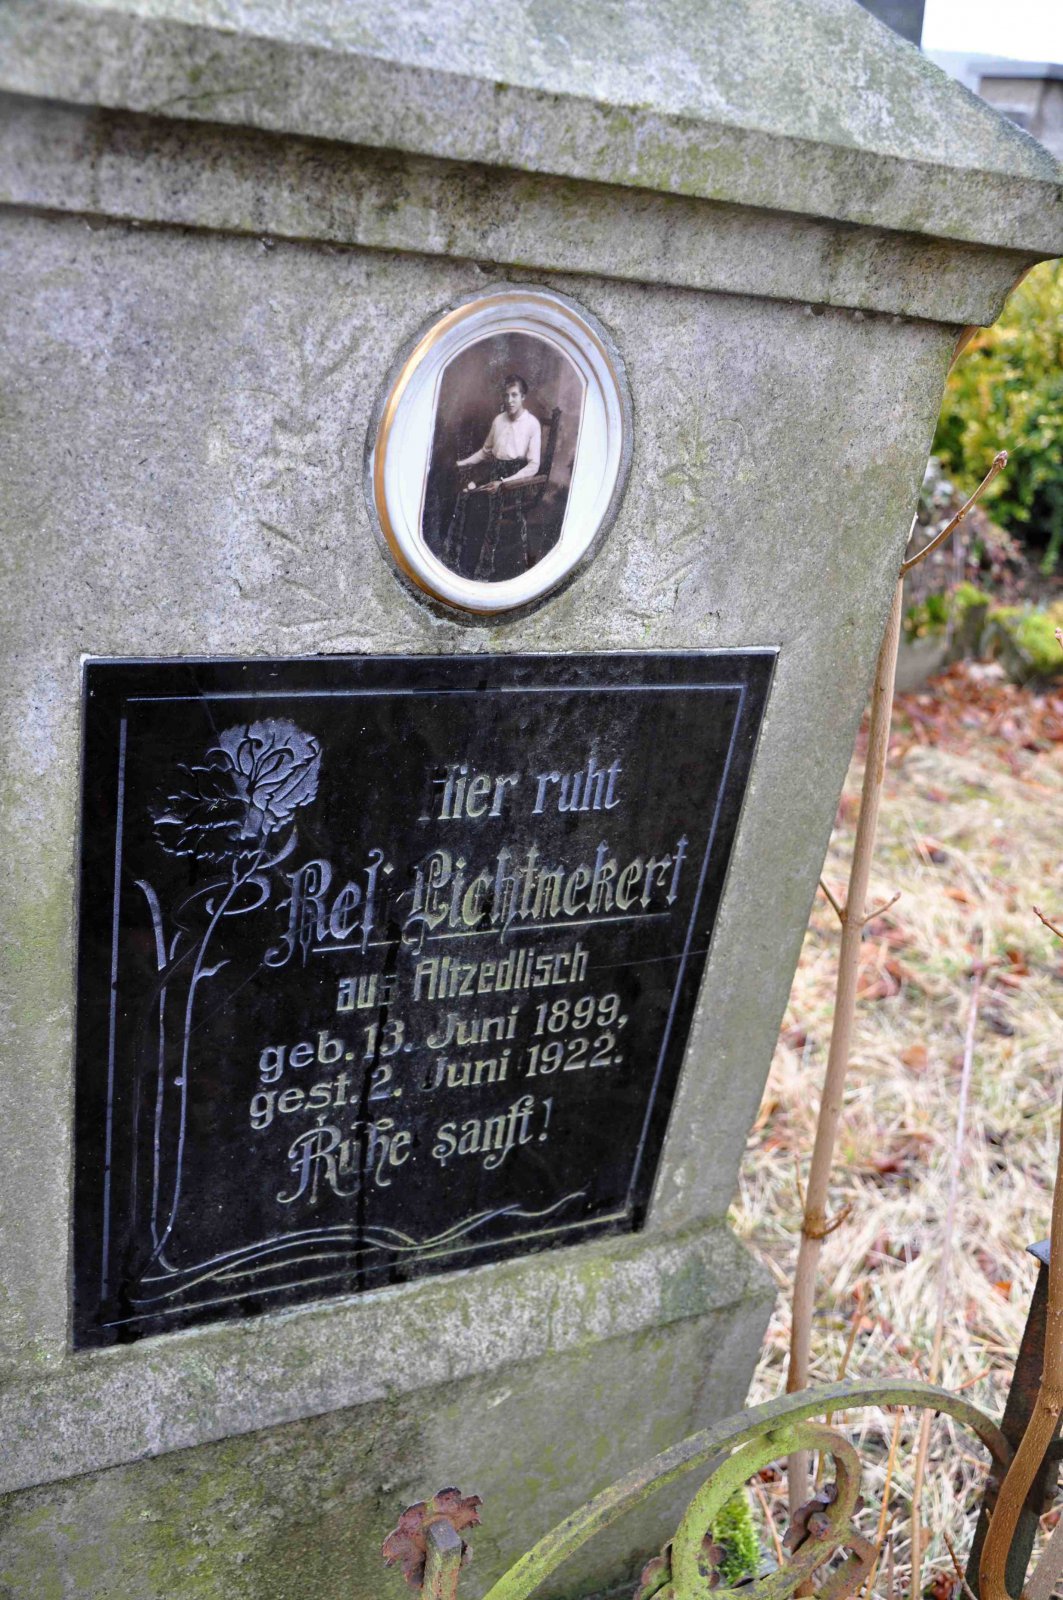 Hier ruht
Rel. Lichtnekert
aus Altzedlisch
geb. 13. Juni 1899,
gest. 2. Juni 1922.
Ruhe sanft!